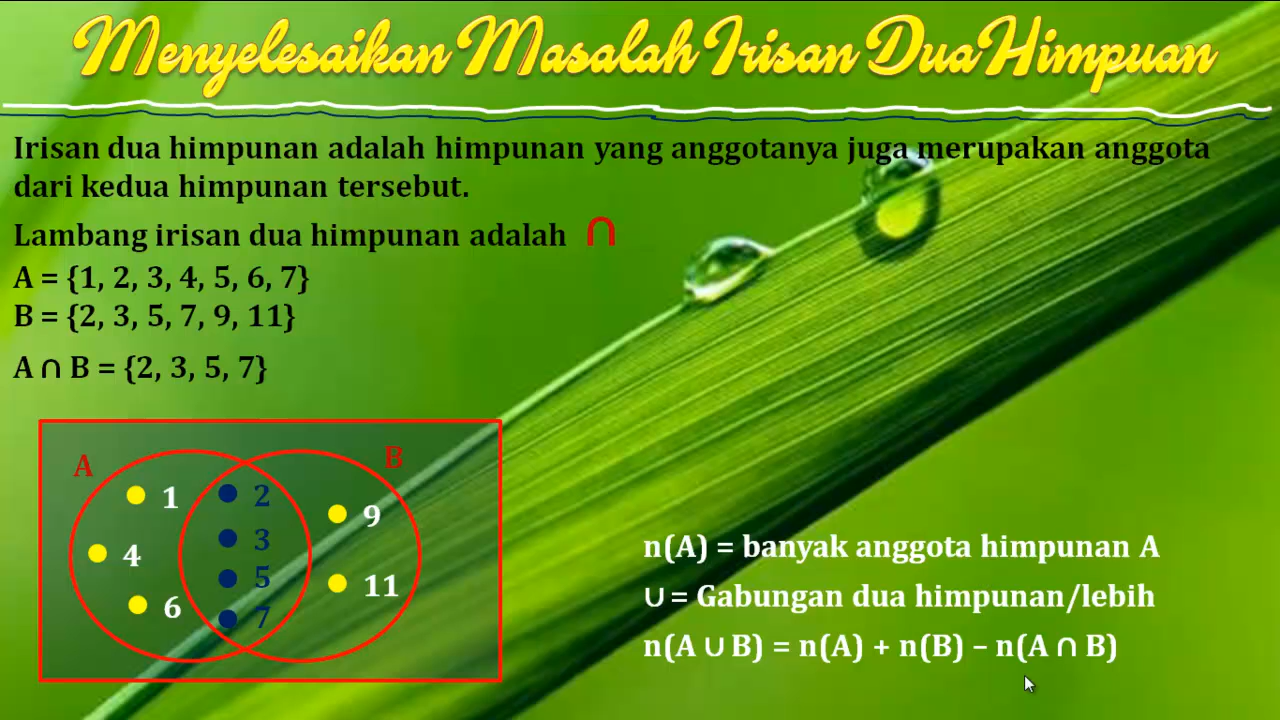 Menyelesaikan Masalah Irisan Dua Himpuan
Irisan dua himpunan adalah himpunan yang anggotanya juga merupakan anggota
dari kedua himpunan tersebut.
Lambang irisan dua himpunan adalah ∩
A = {1, 2, 3, 4, 5, 6, 7}
B = {2, 3, 5, 7, 9, 11}
A ∩ B = {2, 3, 5, 7}
A
B
1
2
9
4
3
5
11
6
7
n(A) = banyak anggota himpunan A
∪ = Gabungan dua himpunan/lebih
n(A ∪ B) = n(A) + n(B) – n(A ∩ B)